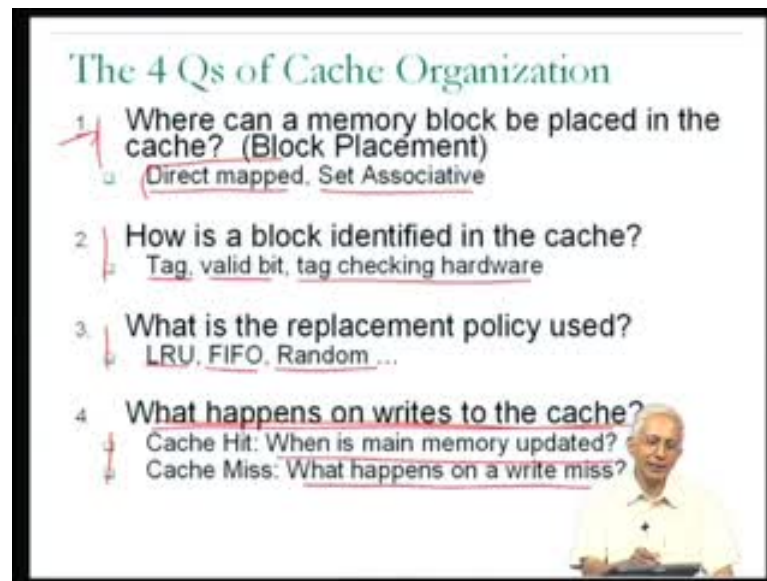 The 4 Qs of Cache Organization
1. Where can a memory block be placed in the
cache? (Block Placement)
Direct mapped, Set Associative
2. How is a block identified in the cache?
Tag, valid bit, tag checking hardware
3. What is the replacement policy used?
LRU, FIFO, Random ...
4. What happens on writes to the cache?
Cache Hit: When is main memory updated?
Cache Miss: What happens on a write miss?